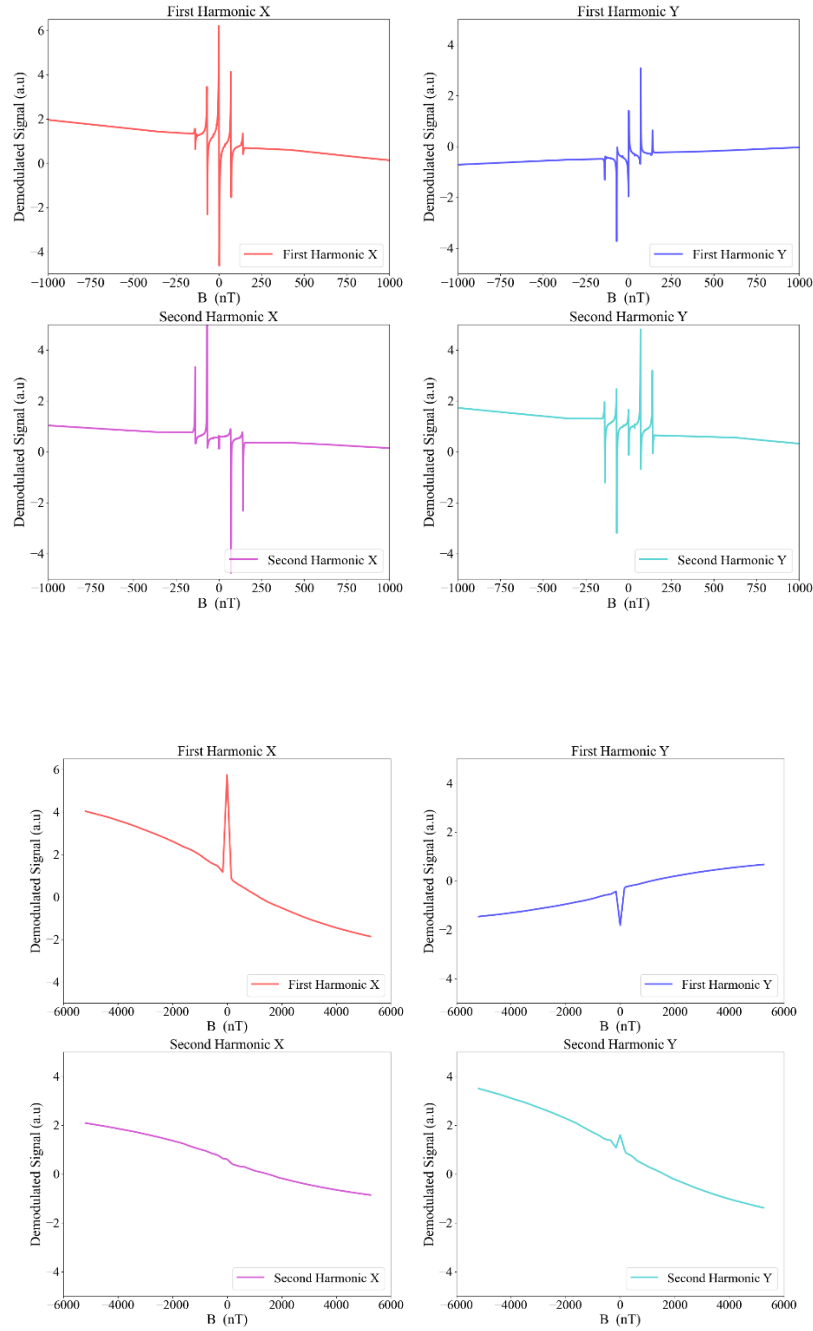 First Harmonic X
Demodulated Signal (a.u)
6
4
2
0
−2
−4
First Harmonic X
−1000 −750 −500 −250 0 250 500 750 1000
B (nT)
First Harmonic Y
Demodulated Signal (a.u)
4
2
0
−2
−4
First Harmonic Y
−1000 −750 −500 −250 0 250 500 750 1000
B (nT)
Second Harmonic X
Demodulated Signal (a.u)
4
2
0
−2
−4
Second Harmonic X
−1000 −750 −500 −250 0 250 500 750 1000
B (nT)
Second Harmonic Y
Demodulated Signal (a.u)
4
2
0
−2
−4
Second Harmonic Y
−1000 −750 −500 −250 0 250 500 750 1000
B (nT)
First Harmonic X
Demodulated Signal (a.u)
6
4
2
0
−2
−4
First Harmonic X
−6000 −4000 −2000 0 2000 4000 6000
B (nT)
First Harmonic Y
Demodulated Signal (a.u)
4
2
0
−2
−4
First Harmonic Y
−6000 −4000 −2000 0 2000 4000 6000
B (nT)
Second Harmonic X
Demodulated Signal (a.u)
4
2
0
−2
−4
Second Harmonic X
−6000 −4000 −2000 0 2000 4000 6000
B (nT)
Second Harmonic Y
Demodulated Signal (a.u)
4
2
0
−2
−4
Second Harmonic Y
−6000 −4000 −2000 0 2000 4000 6000
B (nT)